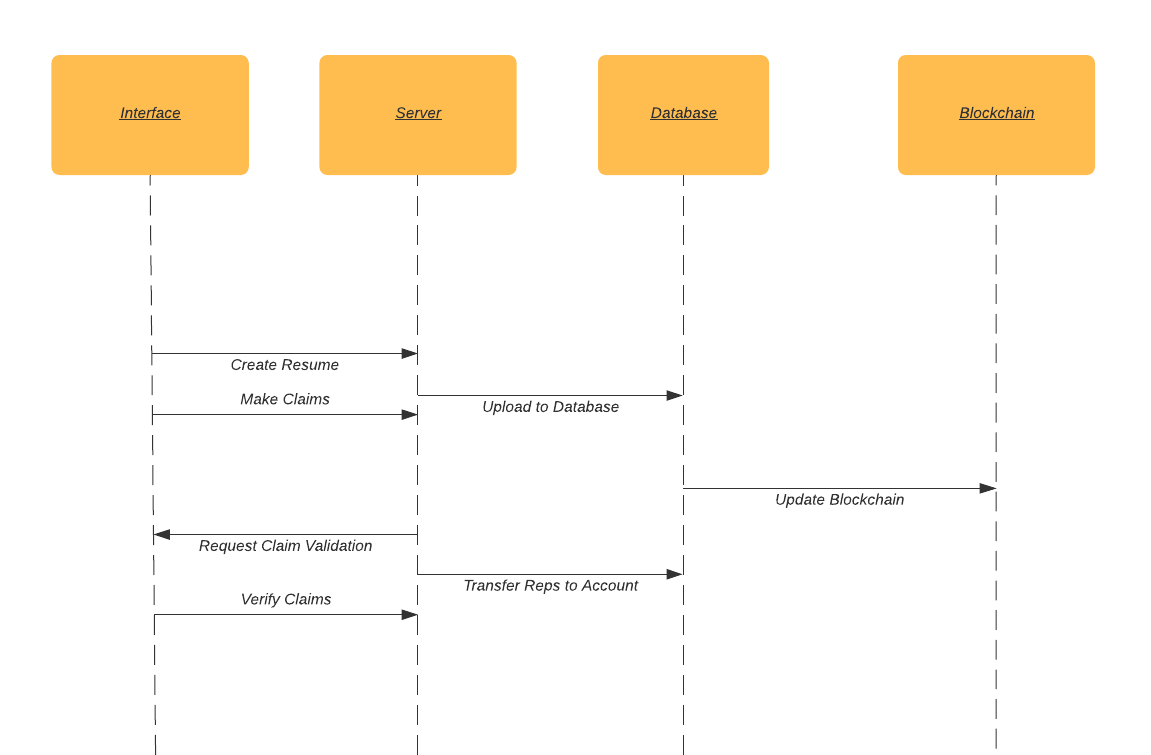 Interface
Server
Database
Blockchain
Create Resume
Make Claims
Upload to Database
Update Blockchain
Request Claim Validation
Transfer Reps to Account
Verify Claims